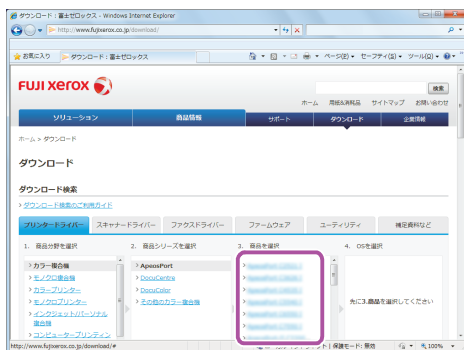 ダウンロード : 富士ゼロックス - Windows Internet Explorer
http://www.fujixerox.co.jp/download/
お気に入り ダウンロード : 富士ゼロックス ページ(P) セーフティ(S) ツール(O)
FUJI XEROX
検索
ホーム 用紙&消耗品 サイトマップ お問い合わせ
ソリューション 商品情報 サポート ダウンロード 企業情報
ホーム > ダウンロード
ダウンロード
ダウンロード検索
> ダウンロード検索のご利用ガイド
プリンタードライバー スキャナードライバー ファクスドライバー ファームウェア ユーティリティ 補足資料など
1. 商品分野を選択 2. 商品シリーズを選択 3. 商品を選択 4. OSを選択
> カラー複合機 > ApeosPort
> モノクロ複合機 > DocuCentre
> カラープリンター > DocuColor
> モノクロプリンター > その他のカラー複合機
先に3.商品を選択してください
> インクジェット/パーソナル
複合機
> コンピュータープリンティン
http://www.fujixerox.co.jp/download/# 保護モード: 無効 100%